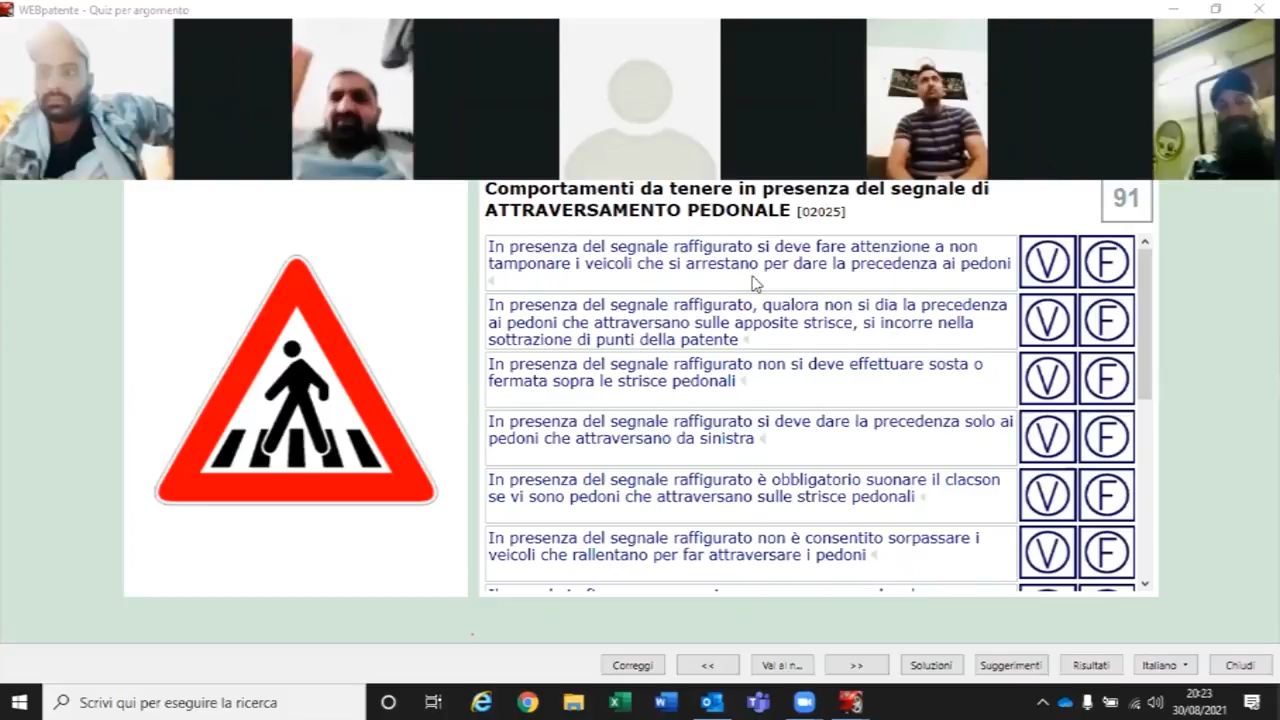 WEBpatente - Quiz per argomento
Comportamenti da tenere in presenza del segnale di
ATTRAVERSAMENTO PEDONALE [02025]
91
In presenza del segnale raffigurato si deve fare attenzione a non
tamponare i veicoli che si arrestano per dare la precedenza ai pedoni
V F
In presenza del segnale raffigurato, qualora non si dia la precedenza
ai pedoni che attraversano sulle apposite strisce, si incorre nella
sottrazione di punti della patente
V F
In presenza del segnale raffigurato non si deve effettuare sosta o
fermata sopra le strisce pedonali
V F
In presenza del segnale raffigurato si deve dare la precedenza solo ai
pedoni che attraversano da sinistra
V F
In presenza del segnale raffigurato è obbligatorio suonare il clacson
se vi sono pedoni che attraversano sulle strisce pedonali
V F
In presenza del segnale raffigurato non è consentito sorpassare i
veicoli che rallentano per far attraversare i pedoni
V F
Correggi << Vai al n... >> Soluzioni Suggerimenti Risultati Italiano Chiudi
Scrivi qui per eseguire la ricerca
20:23
30/08/2021